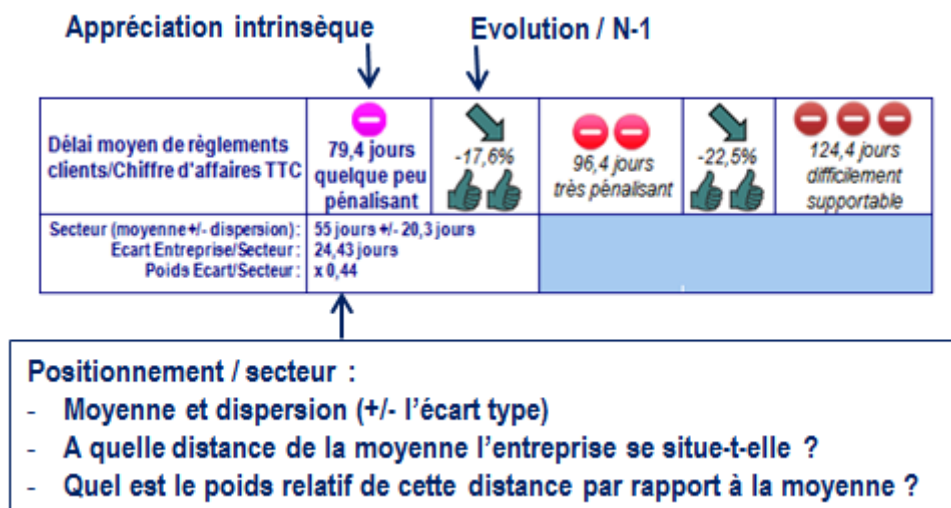 Appréciation intrinsèque
Evolution / N-1
Délai moyen de règlements
clients/Chiffre d'affaires TTC
79,4 jours
quelque peu
pénalisant
-17,6%
96,4 jours
très pénalisant
-22,5%
124,4 jours
difficilement
supportable
Secteur (moyenne +/- dispersion) : 55 jours +/- 20,3 jours
Ecart Entreprise/Secteur : 24,43 jours
Poids Ecart/Secteur : x 0,44
Positionnement / secteur :
- Moyenne et dispersion (+/- l'écart type)
- A quelle distance de la moyenne l'entreprise se situe-t-elle ?
- Quel est le poids relatif de cette distance par rapport à la moyenne ?